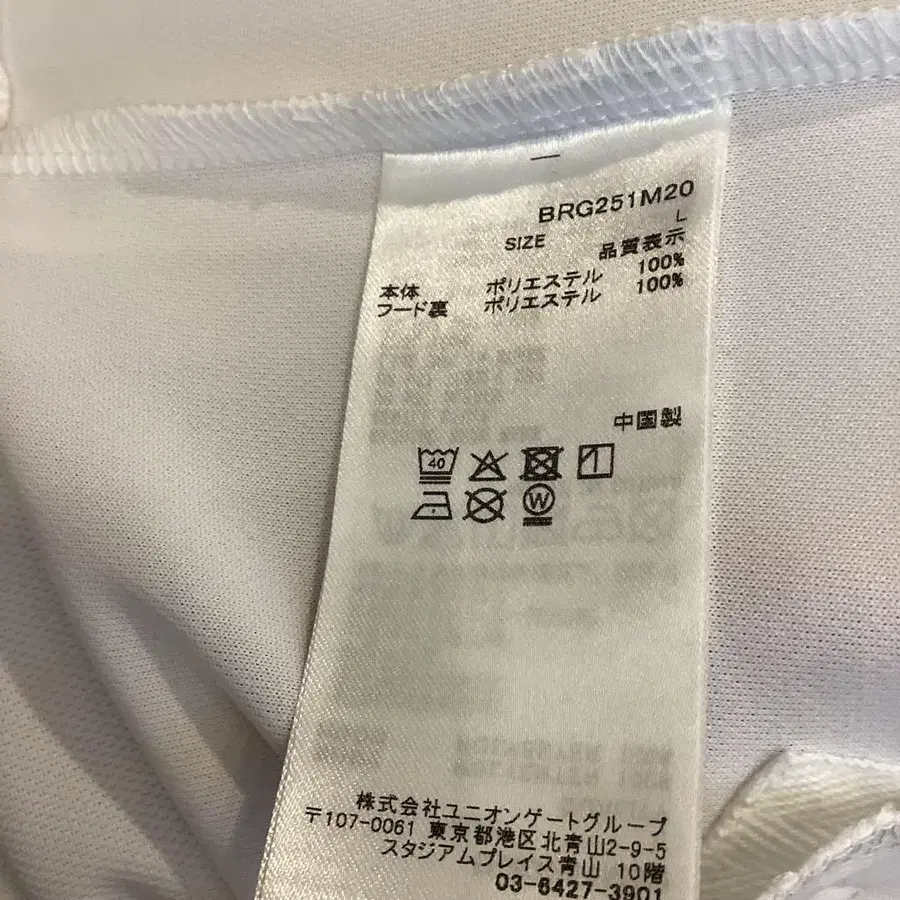 BRG251M20
SIZE L
品質表示
本体 ポリエステル 100%
フード裏 ポリエステル 100%
中国製
40
W
株式会社ユニオンゲートグループ
〒107-0061 東京都港区北青山2-9-5
スタジアムプレイス青山 10階
03-6427-3901